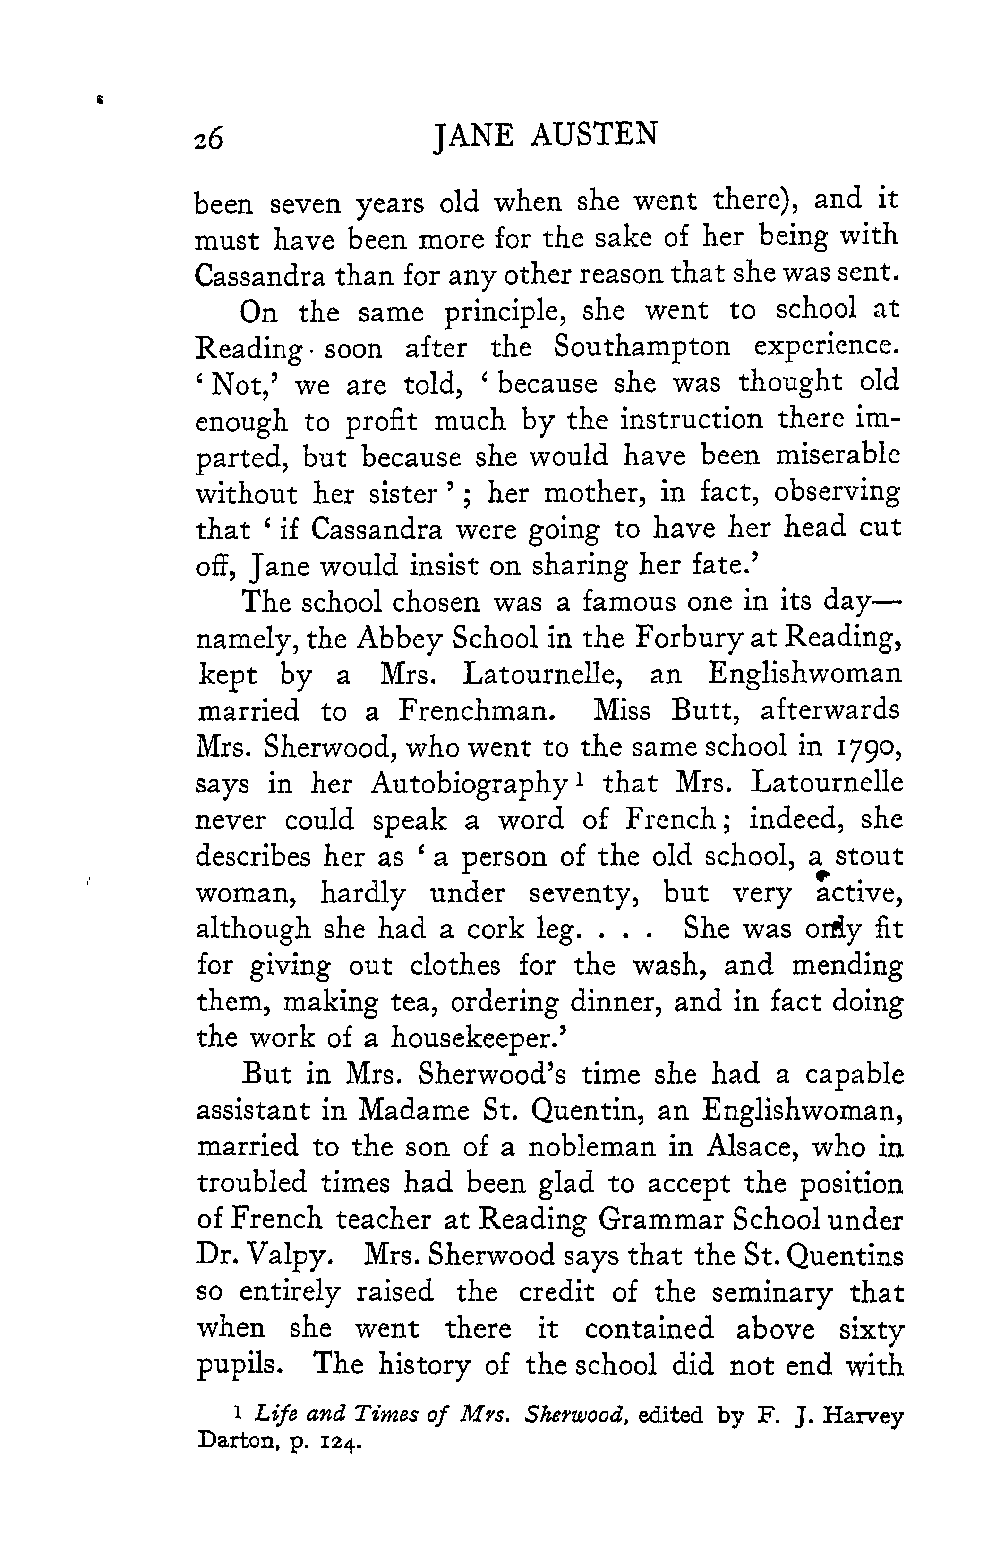 26 JANE AUSTEN
been seven years old when she went there), and it
must have been more for the sake of her being with
Cassandra than for any other reason that she was sent.
On the same principle, she went to school at
Reading soon after the Southampton experience.
‘ Not,’ we are told, ‘ because she was thought old
enough to profit much by the instruction there im-
parted, but because she would have been miserable
without her sister ’ ; her mother, in fact, observing
that ‘ if Cassandra were going to have her head cut
off, Jane would insist on sharing her fate.’
The school chosen was a famous one in its day—
namely, the Abbey School in the Forbury at Reading,
kept by a Mrs. Latournelle, an Englishwoman
married to a Frenchman. Miss Butt, afterwards
Mrs. Sherwood, who went to the same school in 1790,
says in her Autobiography ¹ that Mrs. Latournelle
never could speak a word of French ; indeed, she
describes her as ‘ a person of the old school, a stout
woman, hardly under seventy, but very active,
although she had a cork leg. . . . She was only fit
for giving out clothes for the wash, and mending
them, making tea, ordering dinner, and in fact doing
the work of a housekeeper.’
But in Mrs. Sherwood’s time she had a capable
assistant in Madame St. Quentin, an Englishwoman,
married to the son of a nobleman in Alsace, who in
troubled times had been glad to accept the position
of French teacher at Reading Grammar School under
Dr. Valpy. Mrs. Sherwood says that the St. Quentins
so entirely raised the credit of the seminary that
when she went there it contained above sixty
pupils. The history of the school did not end with
¹ Life and Times of Mrs. Sherwood, edited by F. J. Harvey
Darton, p. 124.